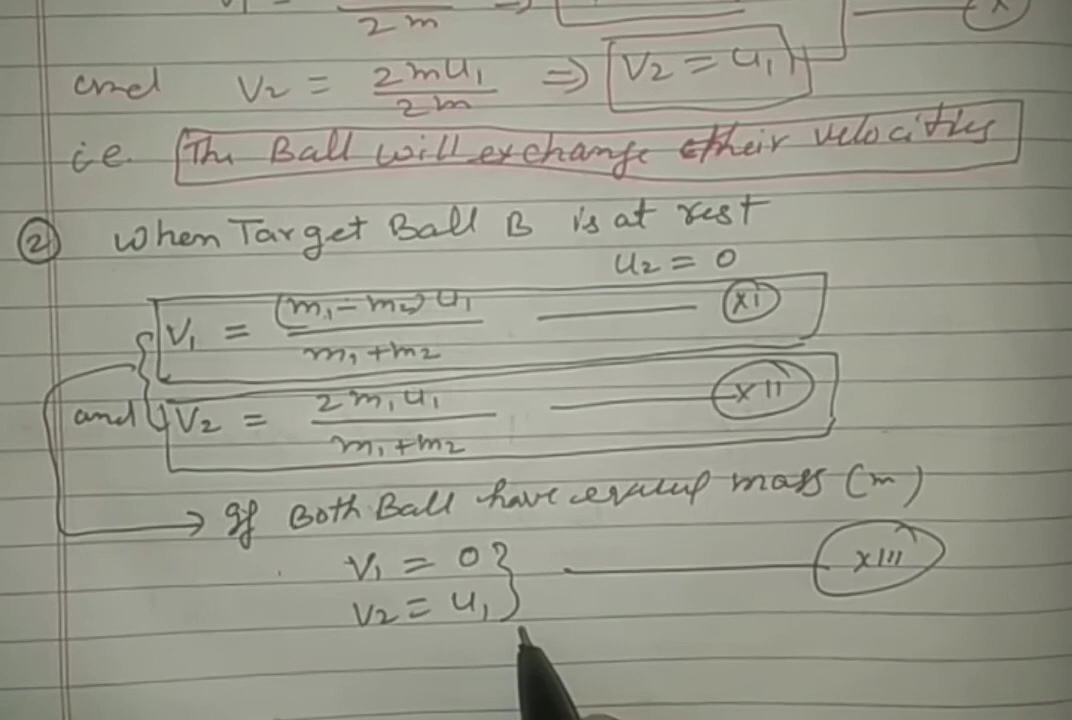 2m
and V2 = 2mu1 / 2m => V2 = u1
i.e. The Ball will exchange their velocities
(2) when Target Ball B is at rest
u2 = 0
V1 = (m1-m2)u1 / m1+m2 (XI)
and V2 = 2m1u1 / m1+m2 (XII)
→ If Both Ball have equal mass (m)
V1 = 0 } (XIII)
V2 = u1